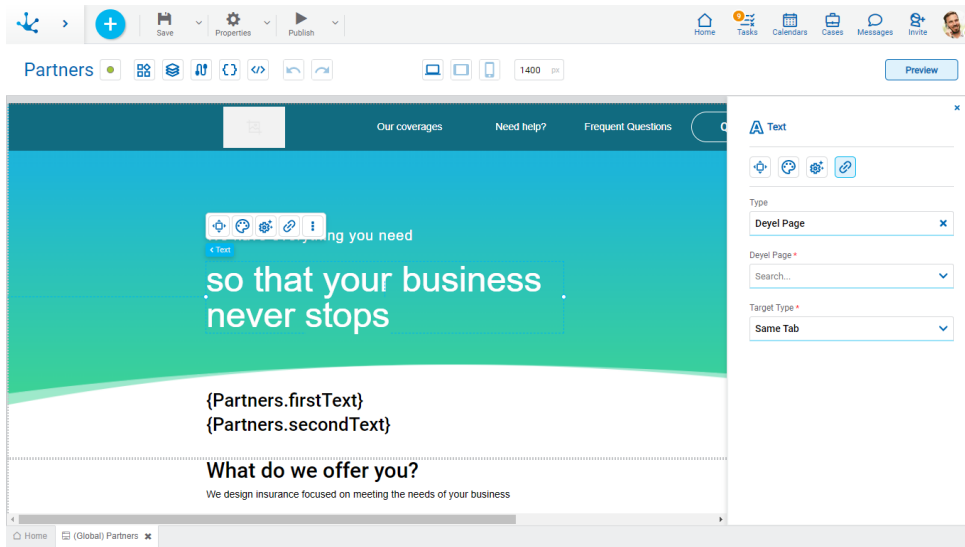 Save
Properties
Publish
Home
9
Tasks
Calendars
Cases
Messages
Invite
Partners
1400 px
Preview
Our coverages
Need help?
Frequent Questions
you need
< Text
so that your business
never stops
{Partners.firstText}
{Partners.secondText}
What do we offer you?
We design insurance focused on meeting the needs of your business
Text
Type
Deyel Page
Deyel Page *
Search...
Target Type *
Same Tab
Home
(Global) Partners